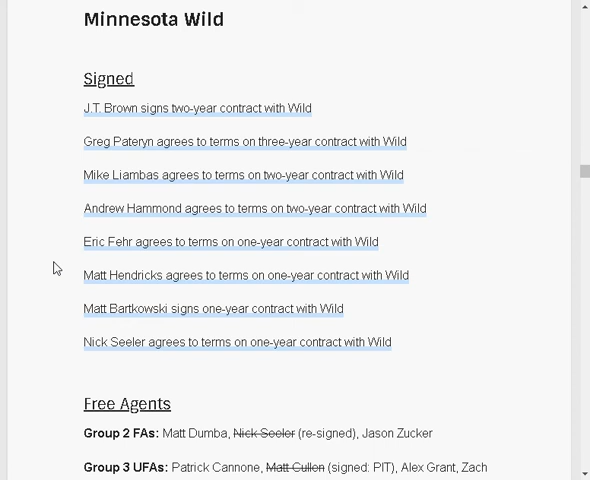 Minnesota Wild
Signed
J.T. Brown signs two-year contract with Wild
Greg Pateryn agrees to terms on three-year contract with Wild
Mike Liambas agrees to terms on two-year contract with Wild
Andrew Hammond agrees to terms on two-year contract with Wild
Eric Fehr agrees to terms on one-year contract with Wild
Matt Hendricks agrees to terms on one-year contract with Wild
Matt Bartkowski signs one-year contract with Wild
Nick Seeler agrees to terms on one-year contract with Wild
Free Agents
Group 2 FAs: Matt Dumba, Nick Seeler (re-signed), Jason Zucker
Group 3 UFAs: Patrick Cannone, Matt Cullen (signed: PIT), Alex Grant, Zach